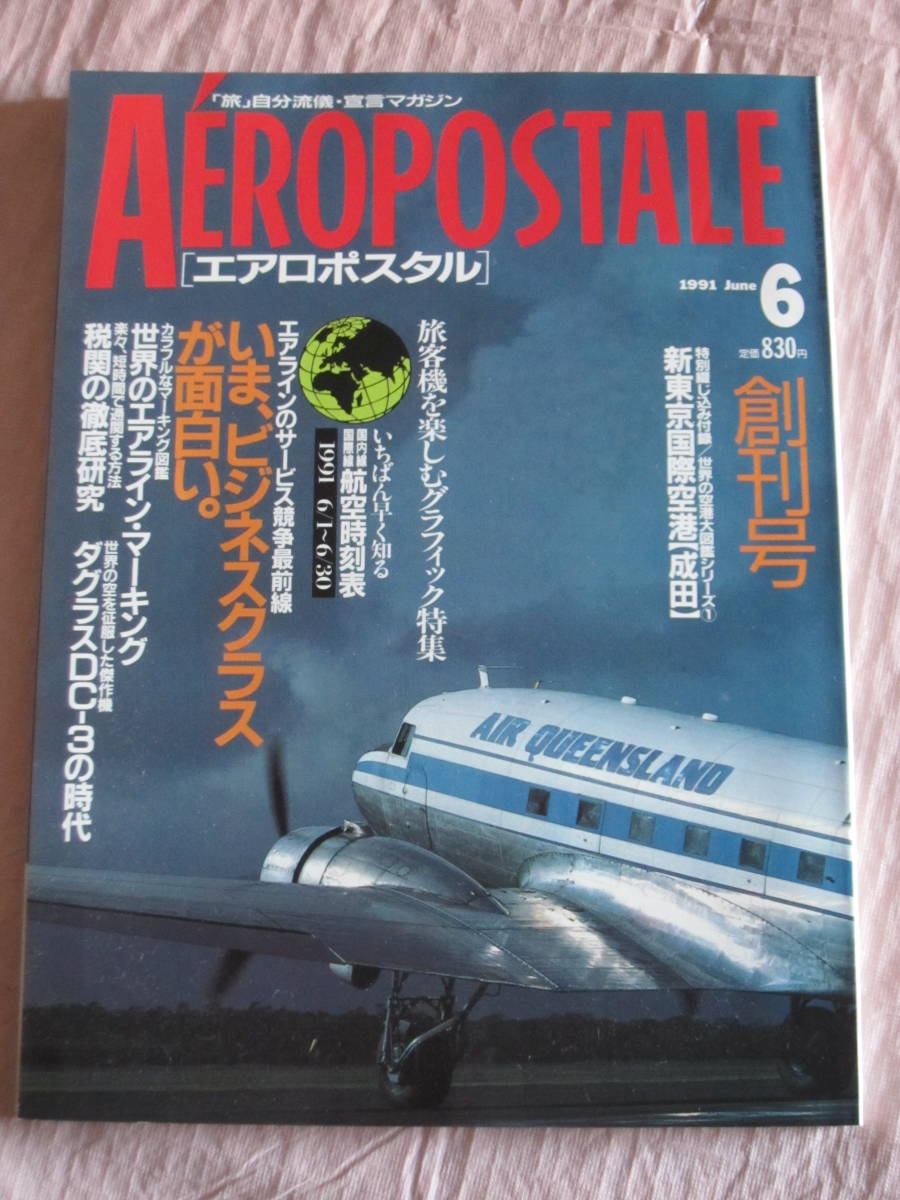 「旅」自分流儀・宣言マガジン
AÉROPOSTALE
[エアロポスタル]
1991 June 6
定価830円
創刊号
特別綴じ込み付録/世界の空港大図鑑シリーズ①
新東京国際空港【成田】
旅客機を楽しむグラフィック特集
いちばん早く知る
国内線
国際線
航空時刻表
1991 6/1~6/30
エアラインのサービス競争最前線
いま、ビジネスクラス
が面白い。
カラフルなマーキング図鑑
世界のエアライン・マーキング
楽々、短時間で通関する方法
税関の徹底研究
世界の空を征服した傑作機
ダグラスDC-3の時代
AIR QUEENSLAND